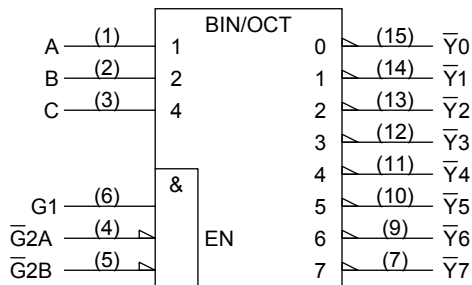 BIN/OCT
A (1) 1 0 (15) Y̅0
B (2) 2 1 (14) Y̅1
C (3) 4 2 (13) Y̅2
3 (12) Y̅3
& 4 (11) Y̅4
G1 (6) 5 (10) Y̅5
G̅2A (4) EN 6 (9) Y̅6
G̅2B (5) 7 (7) Y̅7